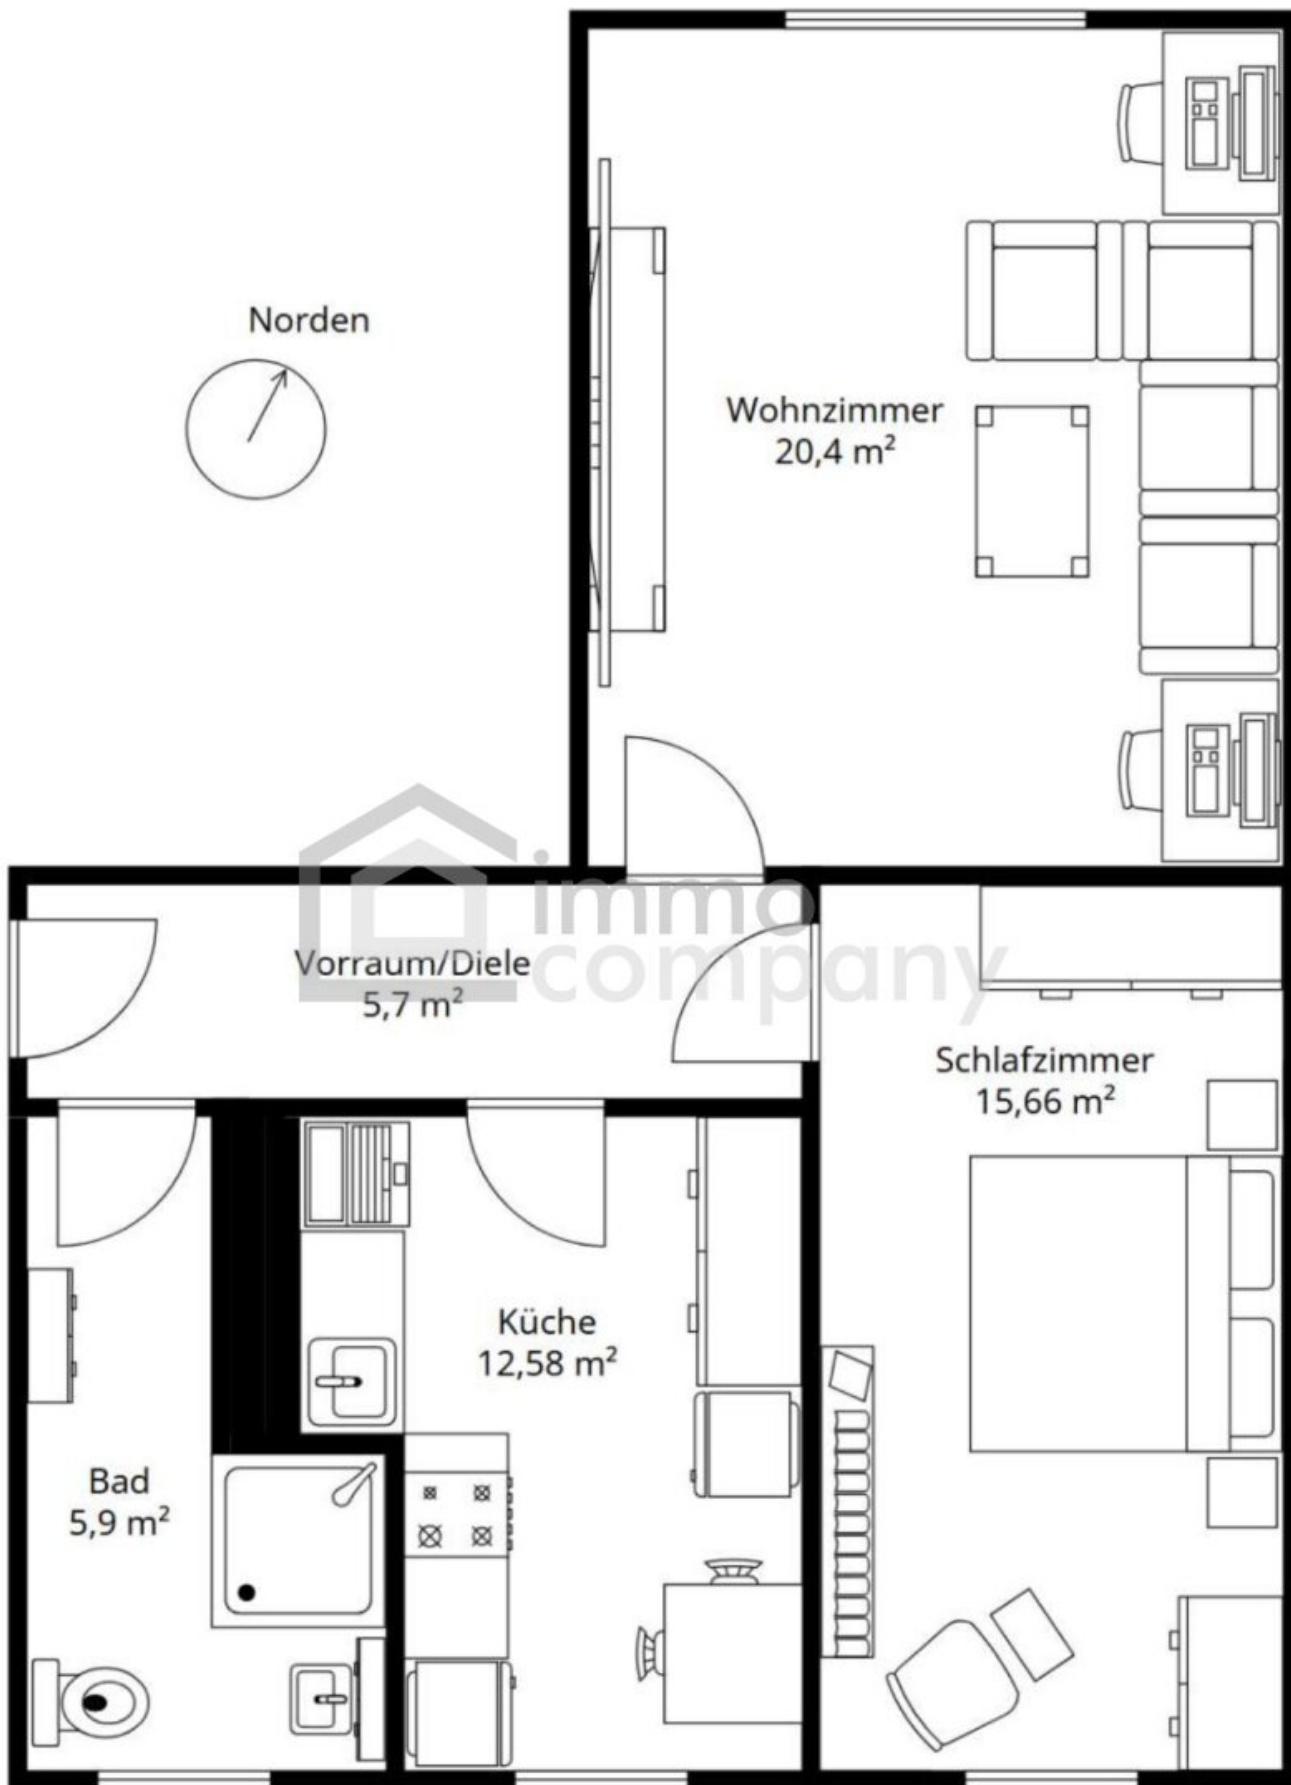 Norden
Wohnzimmer
20,4 m²
immo
company
Vorraum/Diele
5,7 m²
Schlafzimmer
15,66 m²
Küche
12,58 m²
Bad
5,9 m²